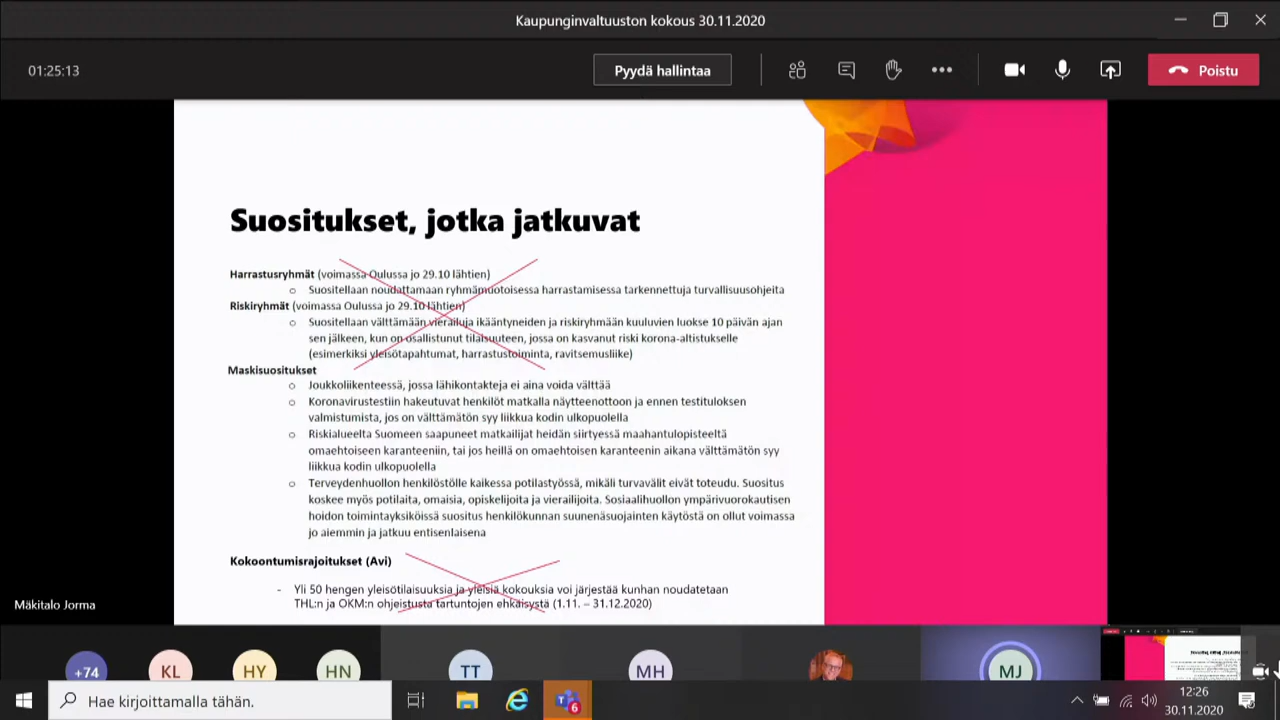 Kaupunginvaltuuston kokous 30.11.2020
01:25:13
Pyydä hallintaa
Poistu
Suositukset, jotka jatkuvat
Harrastusryhmät (voimassa Oulussa jo 29.10 lähtien)
o Suositellaan noudattamaan ryhmämuotoisessa harrastamisessa tarkennettuja turvallisuusohjeita
Riskiryhmät (voimassa Oulussa jo 29.10 lähtien)
o Suositellaan välttämään vierailuja ikääntyneiden ja riskiryhmään kuuluvien luokse 10 päivän ajan
sen jälkeen, kun on osallistunut tilaisuuteen, jossa on kasvanut riski korona-altistukselle
(esimerkiksi yleisötapahtumat, harrastustoiminta, ravitsemusliike)
Maskisuositukset
o Joukkoliikenteessä, jossa lähikontakteja ei aina voida välttää
o Koronavirustestiin hakeutuvat henkilöt matkalla näytteenottoon ja ennen testituloksen
valmistumista, jos on välttämätön syy liikkua kodin ulkopuolella
o Riskialueelta Suomeen saapuneet matkailijat heidän siirtyessä maahantulopisteeltä
omaehtoiseen karanteeniin, tai jos heillä on omaehtoisen karanteenin aikana välttämätön syy
liikkua kodin ulkopuolella
o Terveydenhuollon henkilöstölle kaikessa potilastyössä, mikäli turvavälit eivät toteudu. Suositus
koskee myös potilaita, omaisia, opiskelijoita ja vierailijoita. Sosiaalihuollon ympärivuorokautisen
hoidon toimintayksiköissä suositus henkilökunnan suunenäsuojainten käytöstä on ollut voimassa
jo aiemmin ja jatkuu entisenlaisena
Kokoontumisrajoitukset (Avi)
- Yli 50 hengen yleisötilaisuuksia ja yleisiä kokouksia voi järjestää kunhan noudatetaan
THL:n ja OKM:n ohjeistusta tartuntojen ehkäisystä (1.11. – 31.12.2020)
Mäkitalo Jorma
+74 KL HY HN TT MH MJ
Hae kirjoittamalla tähän.
6
12:26
30.11.2020